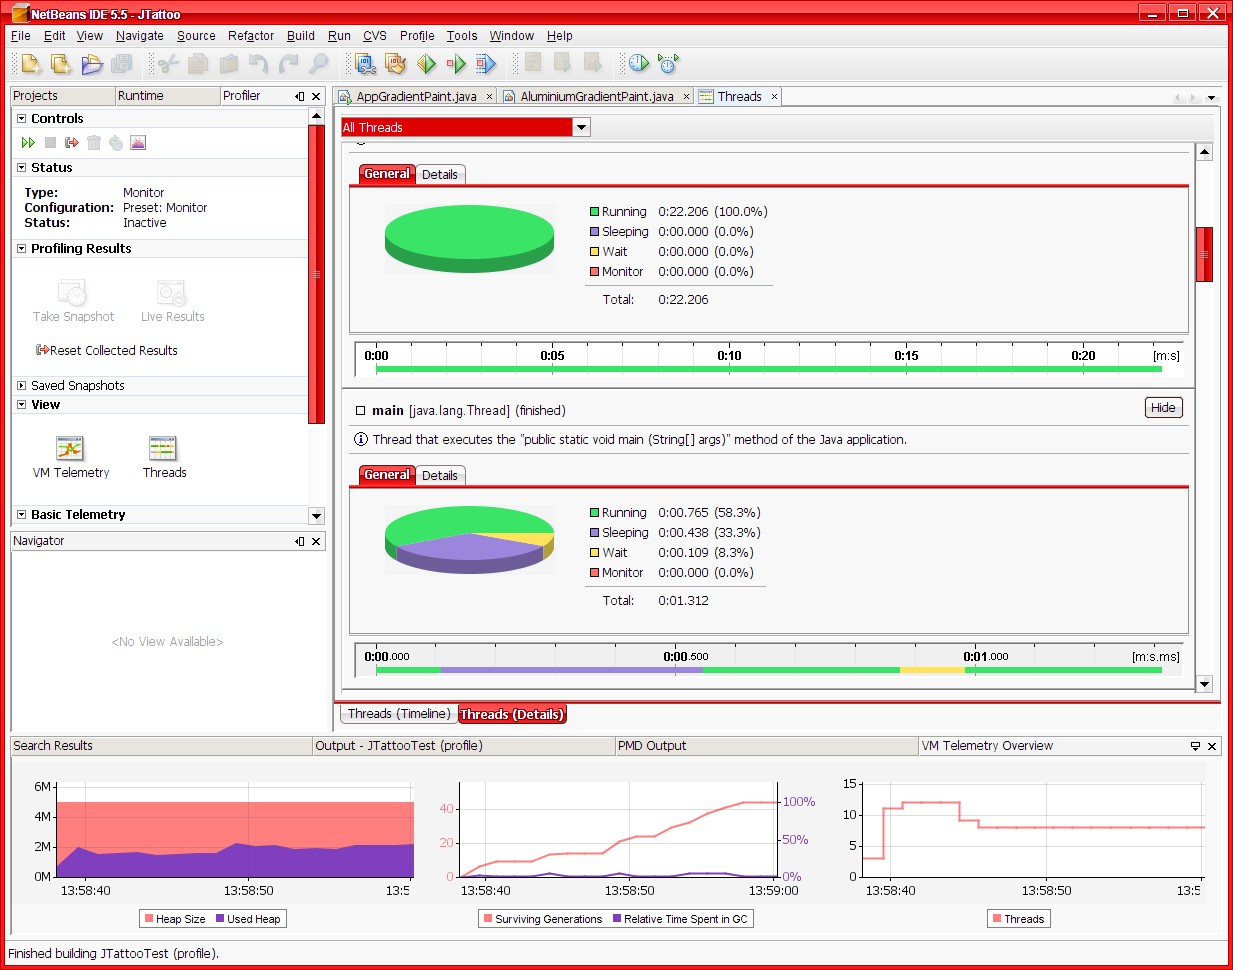 NetBeans IDE 5.5 - JTattoo
File Edit View Navigate Source Refactor Build Run CVS Profile Tools Window Help
Projects Runtime Profiler
AppGradientPaint.java AluminiumGradientPaint.java Threads
Controls
Status
Type: Monitor
Configuration: Preset: Monitor
Status: Inactive
Profiling Results
Take Snapshot Live Results
Reset Collected Results
Saved Snapshots
View
VM Telemetry Threads
Basic Telemetry
Navigator
<No View Available>
All Threads
General Details
Running 0:22.206 (100.0%)
Sleeping 0:00.000 (0.0%)
Wait 0:00.000 (0.0%)
Monitor 0:00.000 (0.0%)
Total: 0:22.206
0:00 0:05 0:10 0:15 0:20 [m:s]
main [java.lang.Thread] (finished)
Hide
Thread that executes the "public static void main (String[] args)" method of the Java application.
General Details
Running 0:00.765 (58.3%)
Sleeping 0:00.438 (33.3%)
Wait 0:00.109 (8.3%)
Monitor 0:00.000 (0.0%)
Total: 0:01.312
0:00.000 0:00.500 0:01.000 [m:s.ms]
Threads (Timeline) Threads (Details)
Search Results Output - JTattooTest (profile) PMD Output VM Telemetry Overview
6M
4M
2M
0M
13:58:40 13:58:50 13:5
Heap Size Used Heap
40
20
0
100%
50%
0%
13:58:40 13:58:50 13:59:00
Surviving Generations Relative Time Spent in GC
15
10
5
0
13:58:40 13:58:50 13:5
Threads
Finished building JTattooTest (profile).